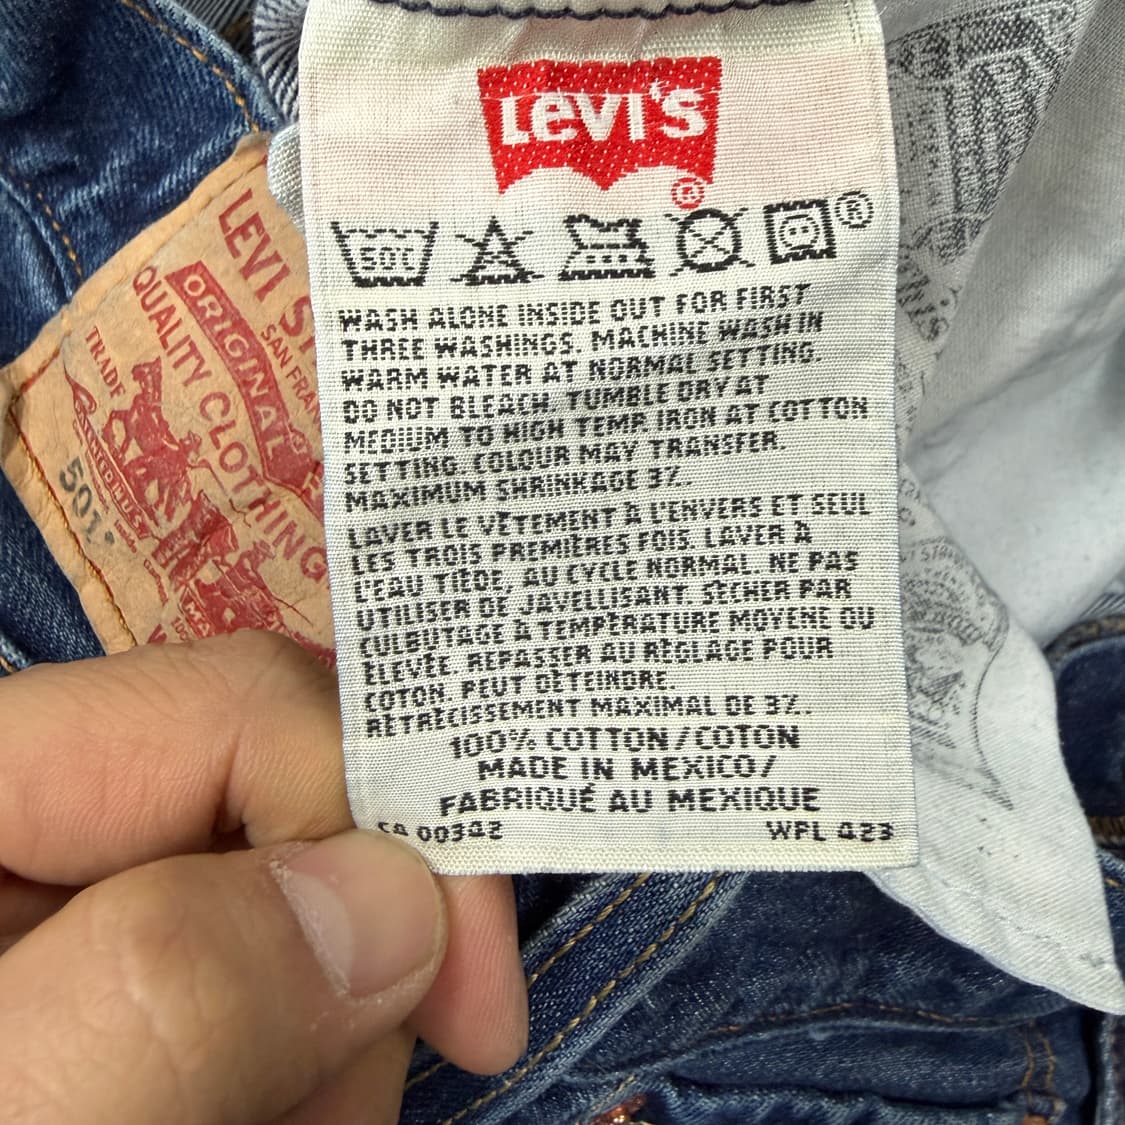 LEVI'S
®
50C
®
WASH ALONE INSIDE OUT FOR FIRST
THREE WASHINGS. MACHINE WASH IN
WARM WATER AT NORMAL SETTING.
DO NOT BLEACH. TUMBLE DRY AT
MEDIUM TO HIGH TEMP. IRON AT COTTON
SETTING. COLOUR MAY TRANSFER.
MAXIMUM SHRINKAGE 3%.
LAVER LE VÊTEMENT À L'ENVERS ET SEUL
LES TROIS PREMIÈRES FOIS. LAVER À
L'EAU TIÈDE, AU CYCLE NORMAL. NE PAS
UTILISER DE JAVELLISANT. SÉCHER PAR
CULBUTAGE À TEMPÉRATURE MOYENE OU
ÉLEVÉE. REPASSER AU RÉGLAGE POUR
COTON. PEUT DÉTEINDRE.
RÉTRÉCISSEMENT MAXIMAL DE 3%.
100% COTTON/COTON
MADE IN MEXICO/
FABRIQUÉ AU MEXIQUE
CA 00342 WPL 423
LEVI
SAN
ORIGINAL
QUALITY CLOTHING
TRADE
501